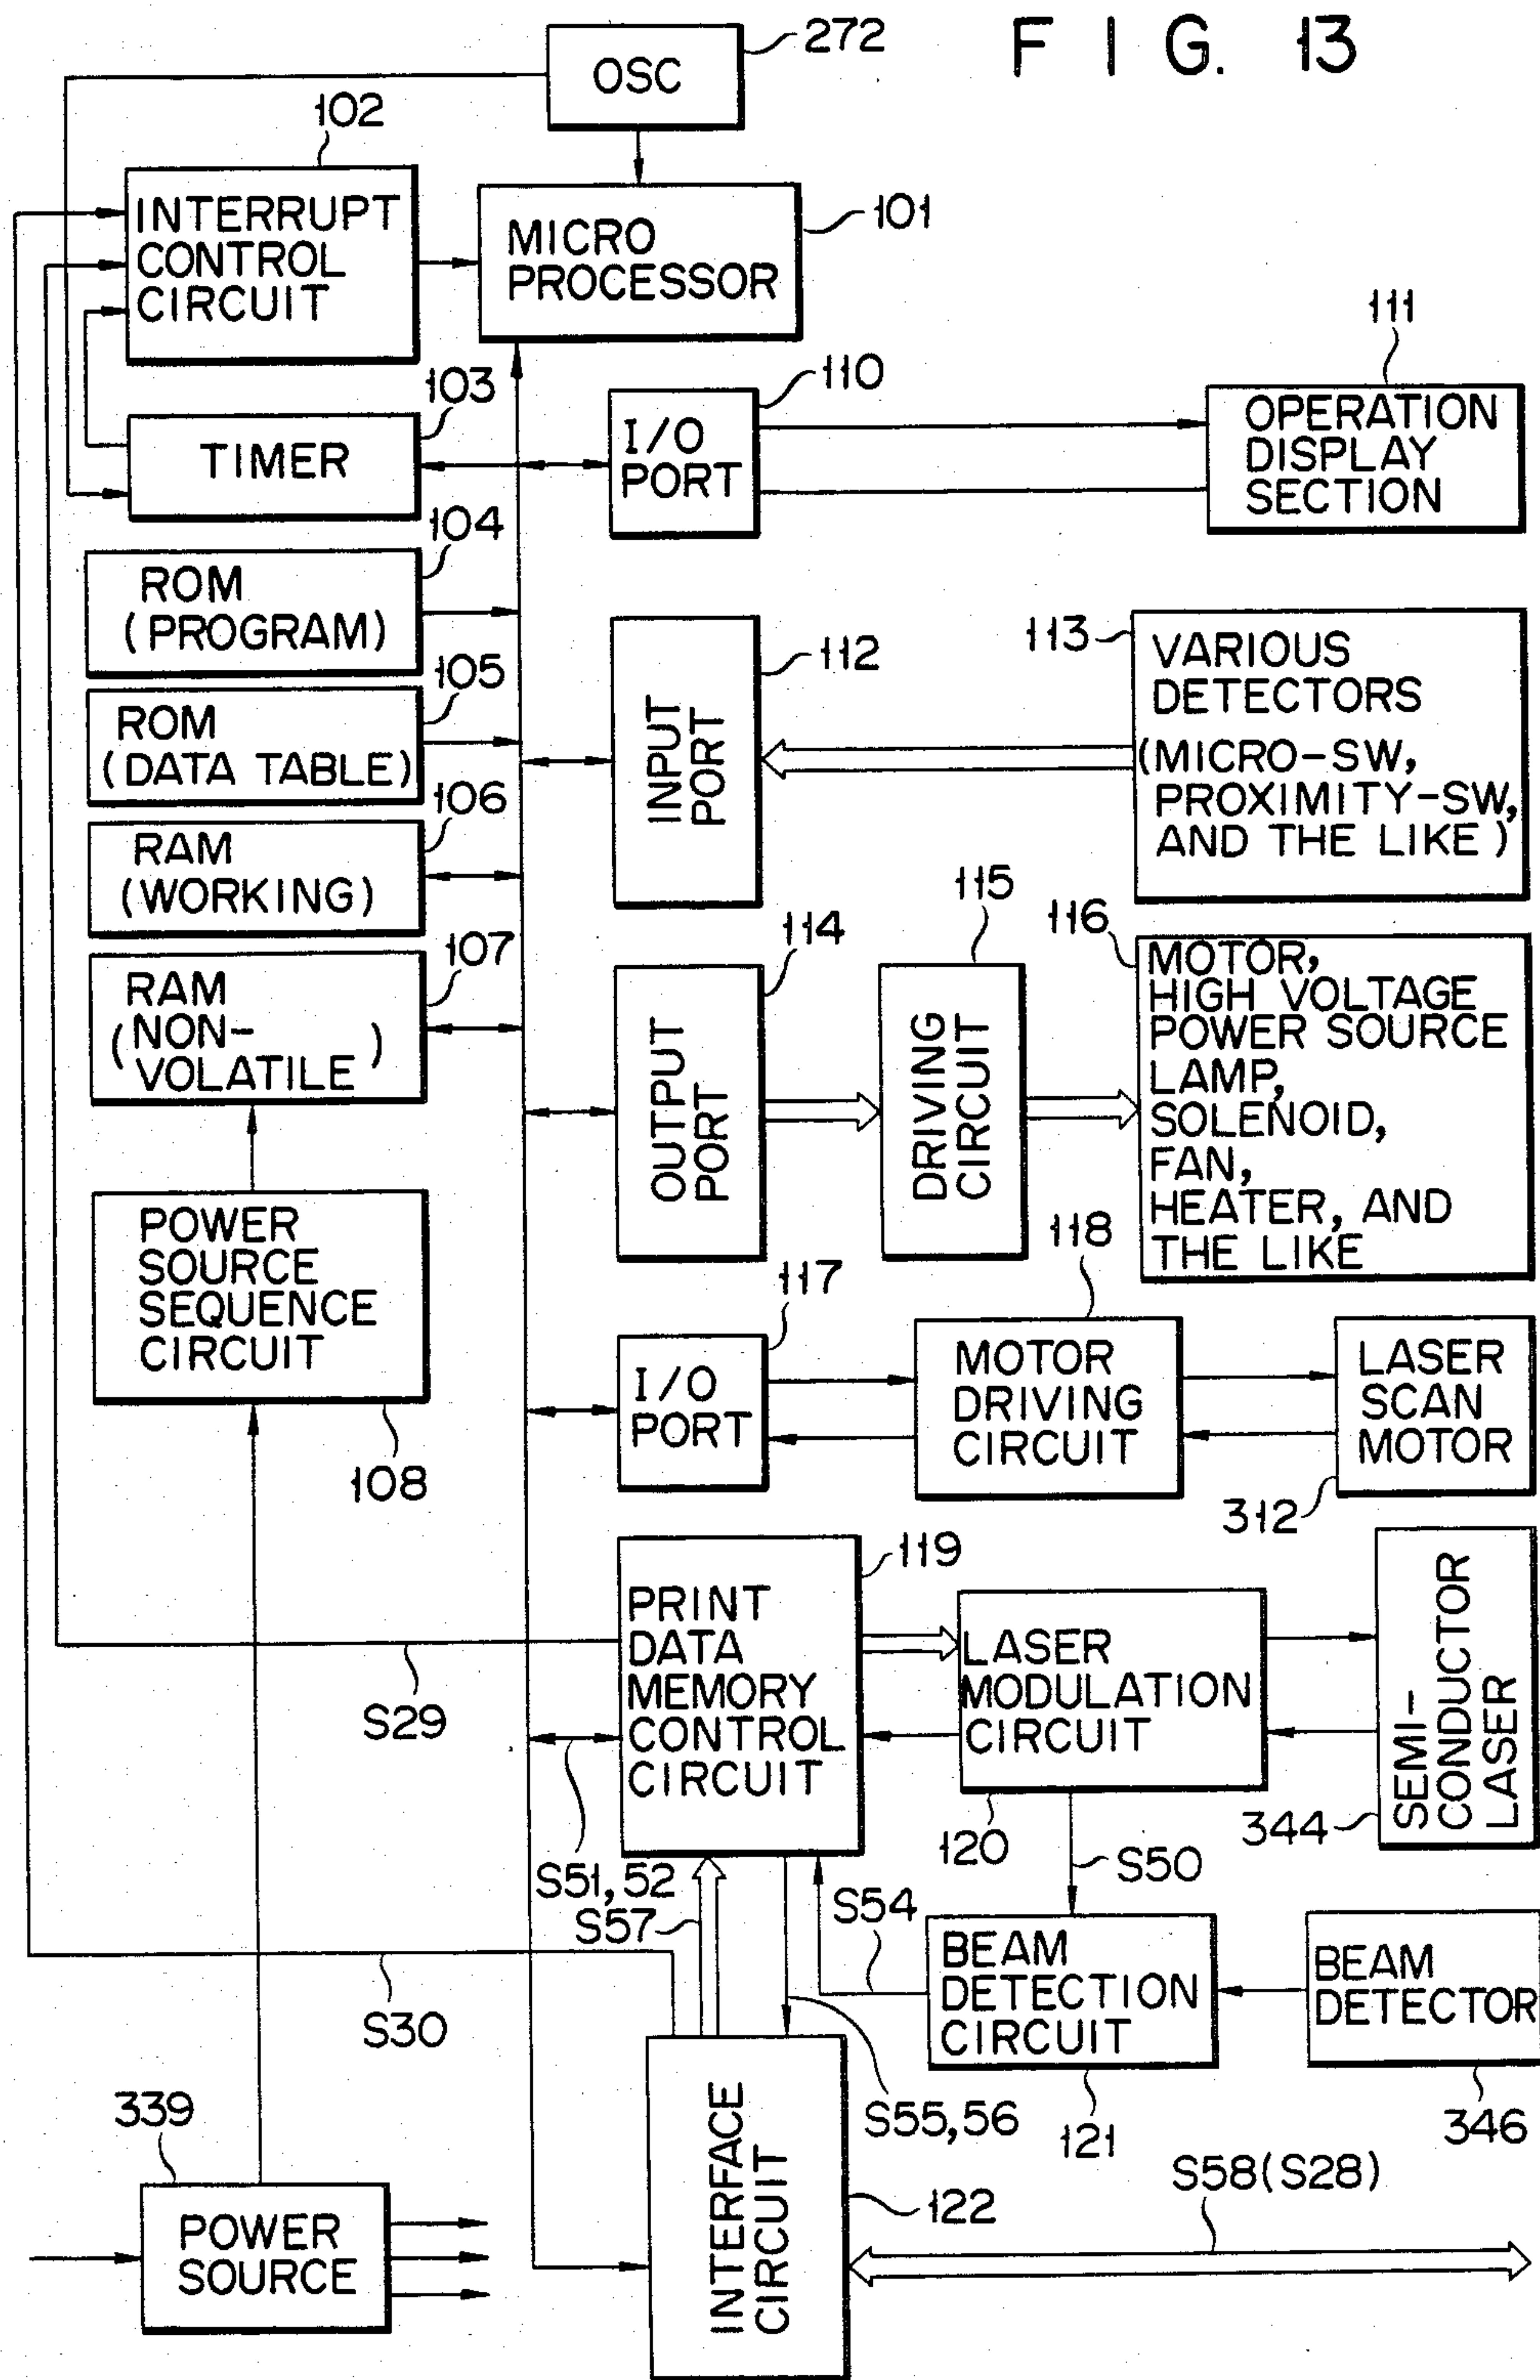 F I G. 13
OSC
272
102
INTERRUPT
CONTROL
CIRCUIT
MICRO
PROCESSOR
101
103
TIMER
110
I/O
PORT
111
OPERATION
DISPLAY
SECTION
104
ROM
(PROGRAM)
105
ROM
(DATA TABLE)
106
RAM
(WORKING)
107
RAM
(NON-
VOLATILE)
112
INPUT
PORT
113
VARIOUS
DETECTORS
(MICRO-SW,
PROXIMITY-SW,
AND THE LIKE)
114
OUTPUT
PORT
115
DRIVING
CIRCUIT
116
MOTOR,
HIGH VOLTAGE
POWER SOURCE
LAMP,
SOLENOID,
FAN,
HEATER, AND
THE LIKE
POWER
SOURCE
SEQUENCE
CIRCUIT
108
117
I/O
PORT
118
MOTOR
DRIVING
CIRCUIT
LASER
SCAN
MOTOR
312
119
PRINT
DATA
MEMORY
CONTROL
CIRCUIT
LASER
MODULATION
CIRCUIT
120
SEMI-
CONDUCTOR
LASER
344
S29
S51, 52
S57
S50
S54
S30
BEAM
DETECTION
CIRCUIT
121
BEAM
DETECTOR
346
S55, 56
339
POWER
SOURCE
INTERFACE
CIRCUIT
122
S58(S28)